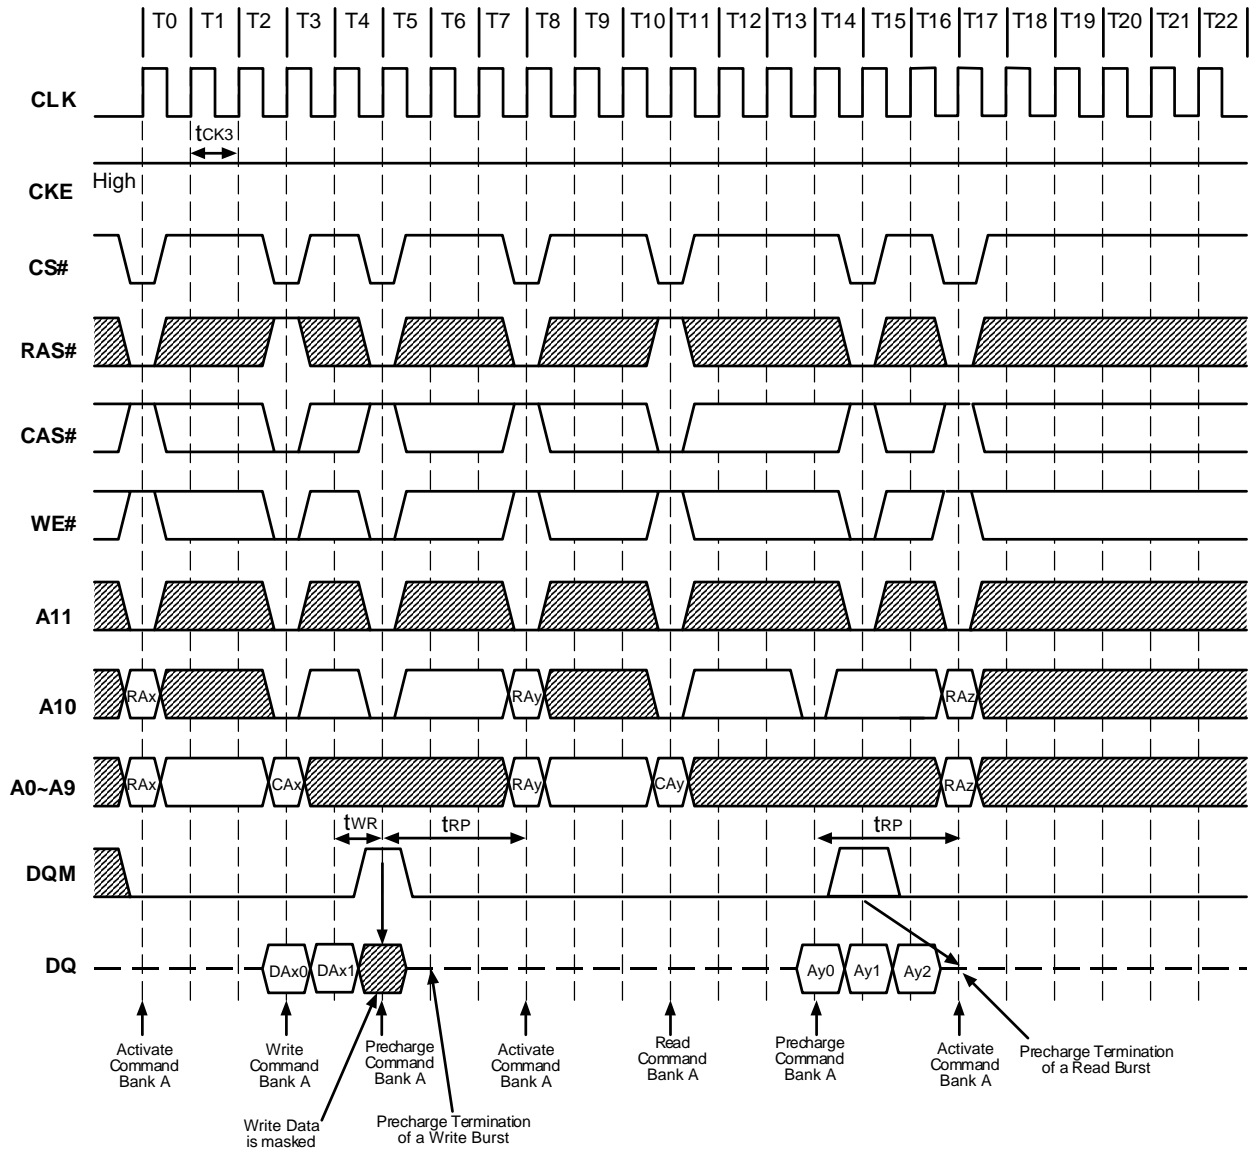 T0 T1 T2 T3 T4 T5 T6 T7 T8 T9 T10 T11 T12 T13 T14 T15 T16 T17 T18 T19 T20 T21 T22
CLK
tCK3
High
CKE
CS#
RAS#
CAS#
WE#
A11
A10 RAx RAy RAz
A0~A9 RAx CAx RAy CAy RAz
tWR tRP tRP
DQM
DQ DAx0 DAx1 Ay0 Ay1 Ay2
Activate
Command
Bank A
Write
Command
Bank A
Precharge
Command
Bank A
Activate
Command
Bank A
Read
Command
Bank A
Precharge
Command
Bank A
Activate
Command
Bank A
Precharge Termination
of a Read Burst
Write Data
is masked
Precharge Termination
of a Write Burst